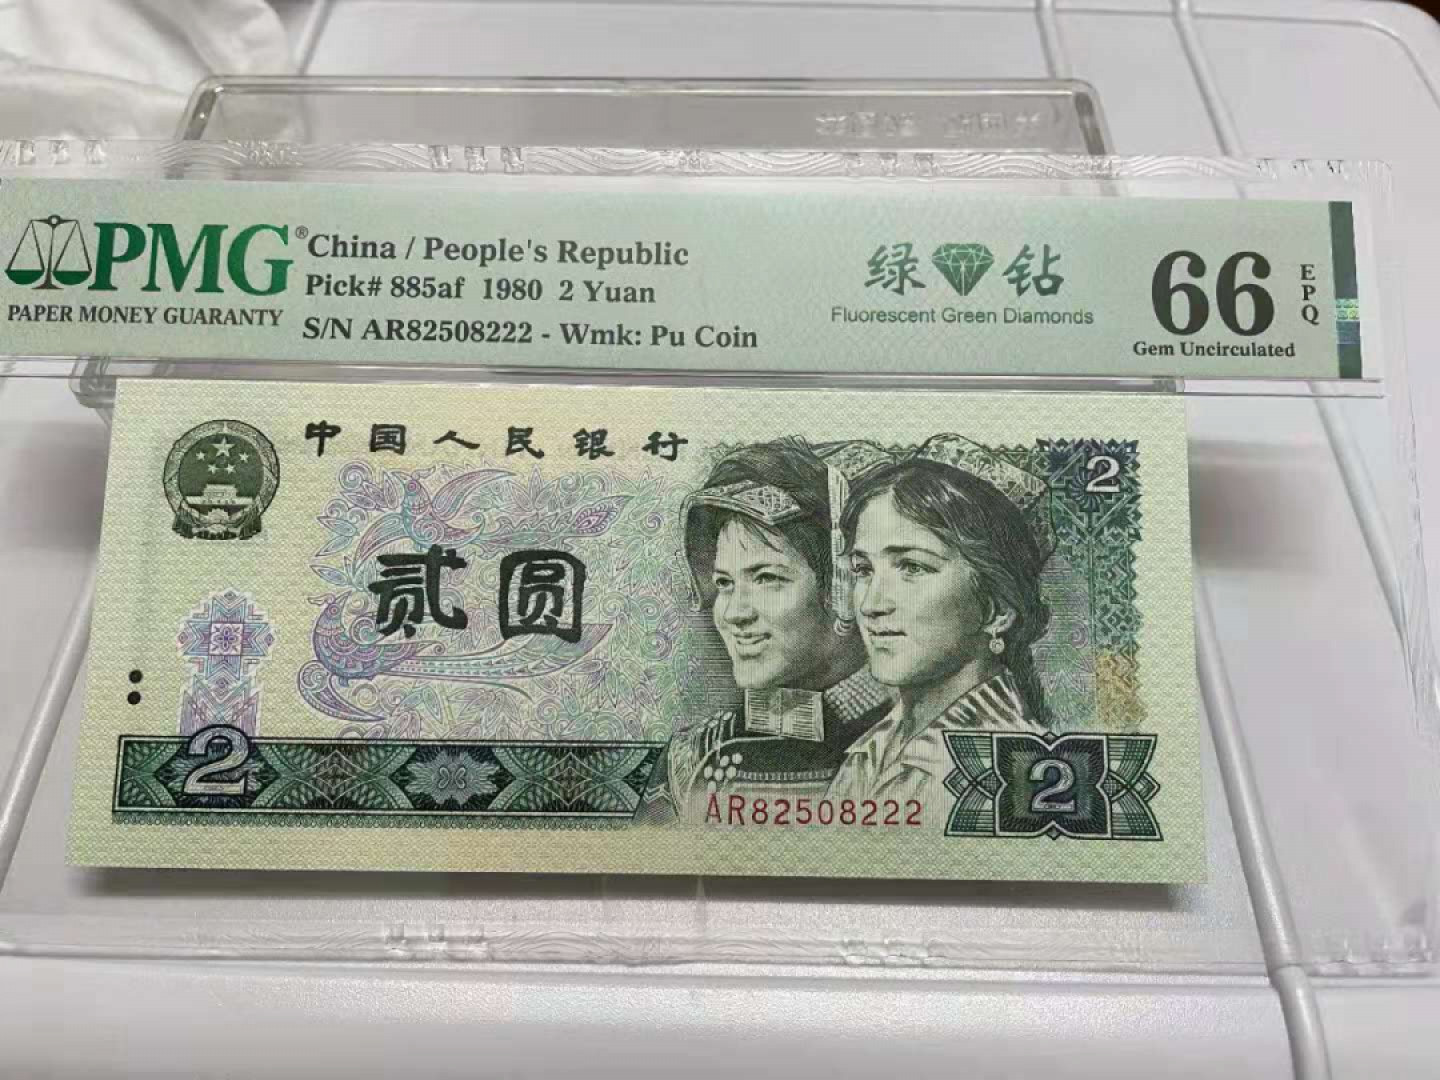 PMG®
PAPER MONEY GUARANTY
China / People's Republic
Pick# 885af 1980 2 Yuan
S/N AR82508222 - Wmk: Pu Coin
绿钻
Fluorescent Green Diamonds
66
EPQ
Gem Uncirculated
中国人民银行
2
贰圆
2
2
AR82508222